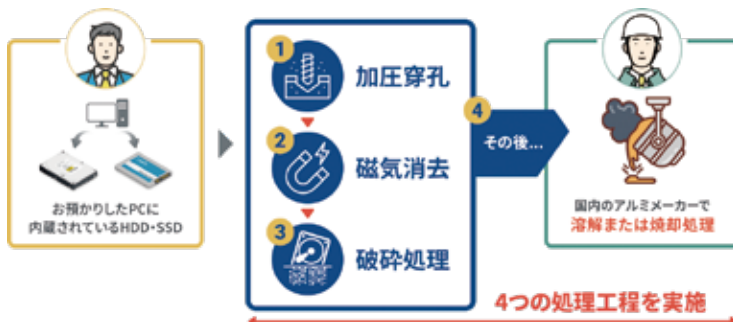 お預かりしたPCに
内蔵されているHDD・SSD
1
加圧穿孔
2
磁気消去
3
破砕処理
4
その後...
国内のアルミメーカーで
溶解または焼却処理
4つの処理工程を実施